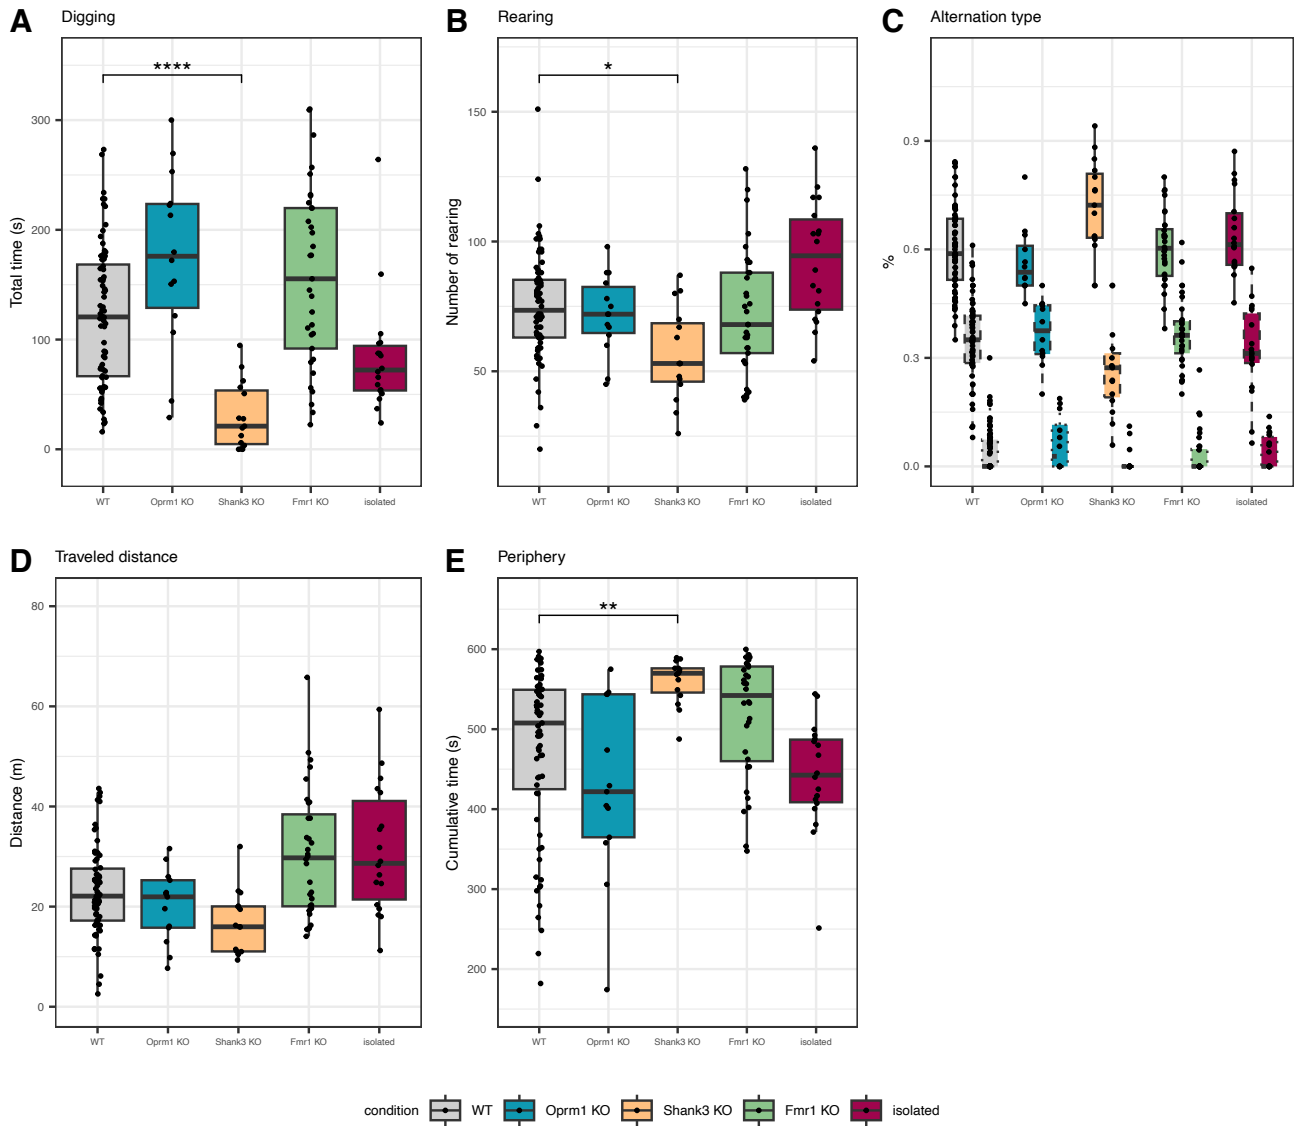 A Digging
Total time (s)
300
200
100
0
****
WT Oprm1 KO Shank3 KO Fmr1 KO isolated
B Rearing
Number of rearing
150
100
50
*
WT Oprm1 KO Shank3 KO Fmr1 KO isolated
C Alternation type
%
0.9
0.6
0.3
0.0
WT Oprm1 KO Shank3 KO Fmr1 KO isolated
D Traveled distance
Distance (m)
80
60
40
20
0
WT Oprm1 KO Shank3 KO Fmr1 KO isolated
E Periphery
Cumulative time (s)
600
500
400
300
200
**
WT Oprm1 KO Shank3 KO Fmr1 KO isolated
condition WT Oprm1 KO Shank3 KO Fmr1 KO isolated